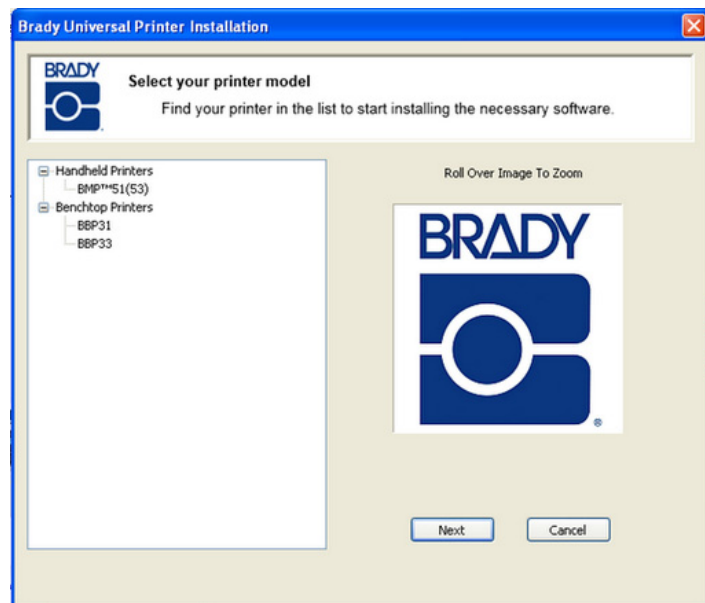 Brady Universal Printer Installation
BRADY
Select your printer model
Find your printer in the list to start installing the necessary software.
Handheld Printers
BMP™51(53)
Benchtop Printers
BBP31
BBP33
Roll Over Image To Zoom
BRADY
®
Next
Cancel